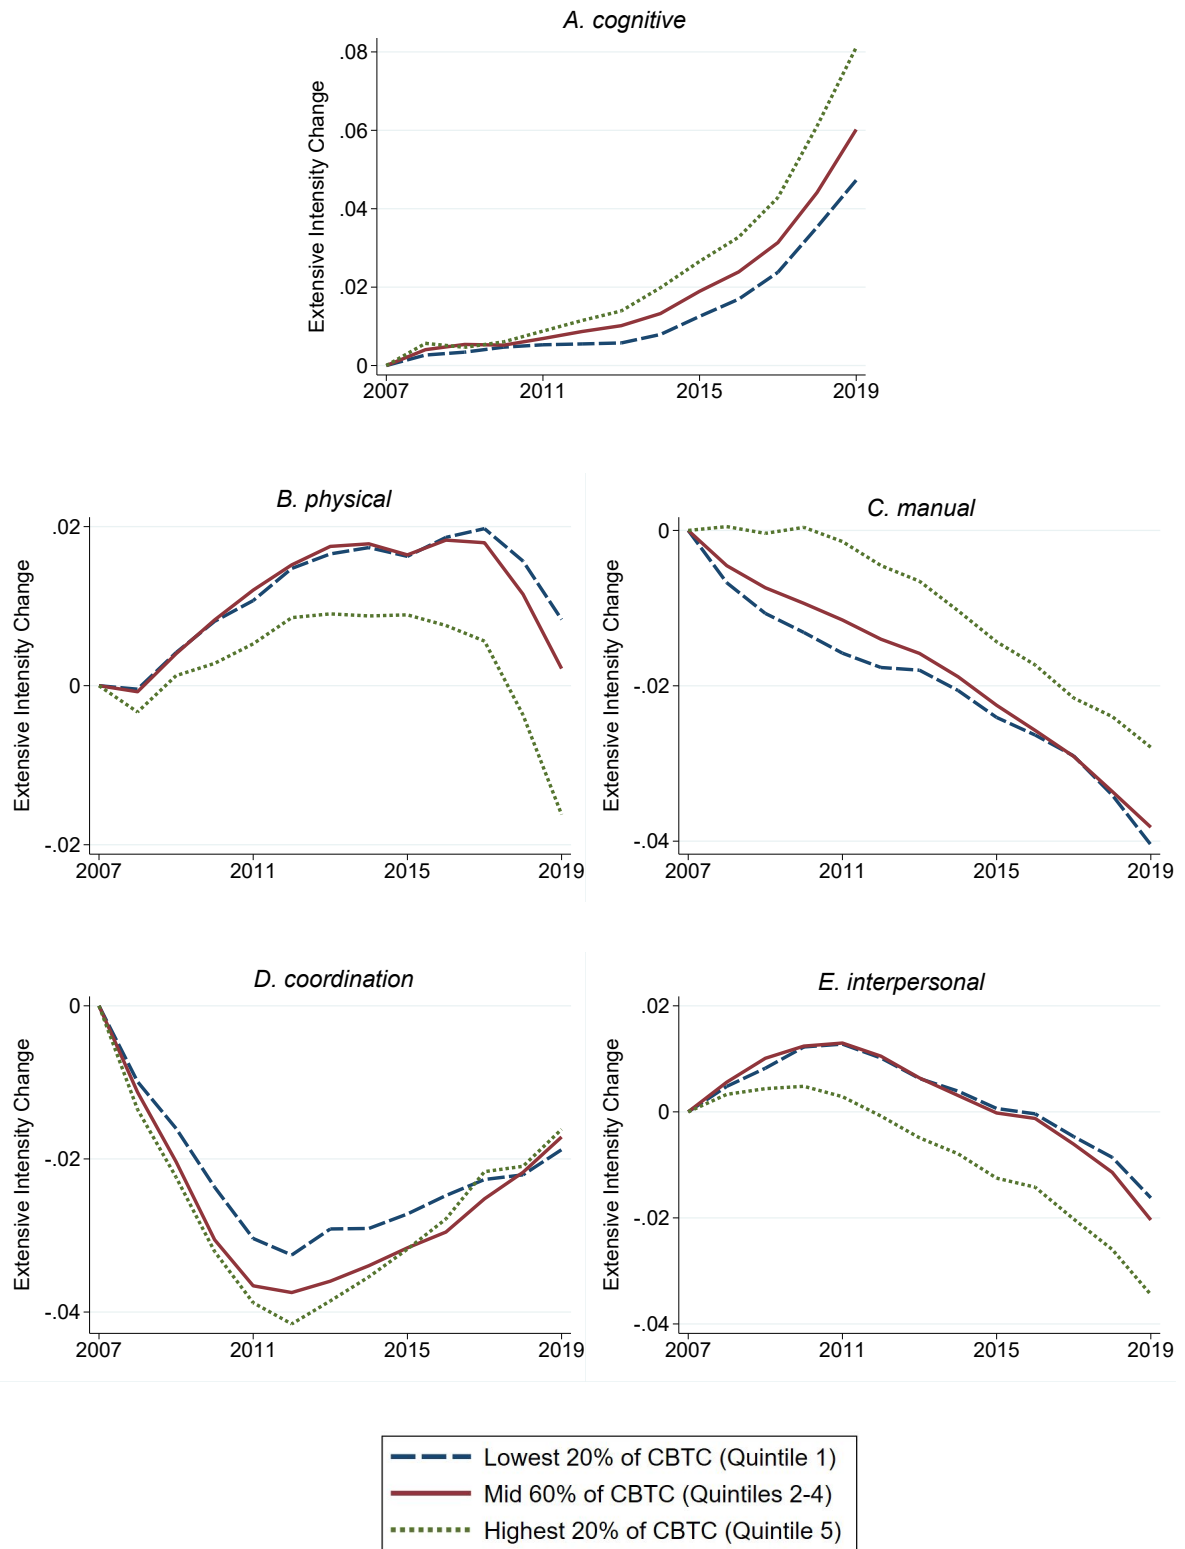 A. cognitive
Extensive Intensity Change
.08
.06
.04
.02
0
2007 2011 2015 2019
B. physical
Extensive Intensity Change
.02
0
-.02
2007 2011 2015 2019
C. manual
Extensive Intensity Change
0
-.02
-.04
2007 2011 2015 2019
D. coordination
Extensive Intensity Change
0
-.02
-.04
2007 2011 2015 2019
E. interpersonal
Extensive Intensity Change
.02
0
-.02
-.04
2007 2011 2015 2019
Lowest 20% of CBTC (Quintile 1)
Mid 60% of CBTC (Quintiles 2-4)
Highest 20% of CBTC (Quintile 5)